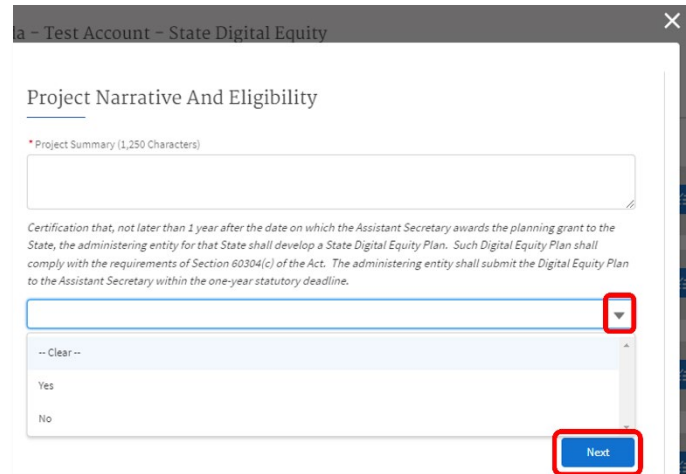 la - Test Account - State Digital Equity
Project Narrative And Eligibility
* Project Summary (1,250 Characters)
Certification that, not later than 1 year after the date on which the Assistant Secretary awards the planning grant to the
State, the administering entity for that State shall develop a State Digital Equity Plan. Such Digital Equity Plan shall
comply with the requirements of Section 60304(c) of the Act. The administering entity shall submit the Digital Equity Plan
to the Assistant Secretary within the one-year statutory deadline.
-- Clear --
Yes
No
Next